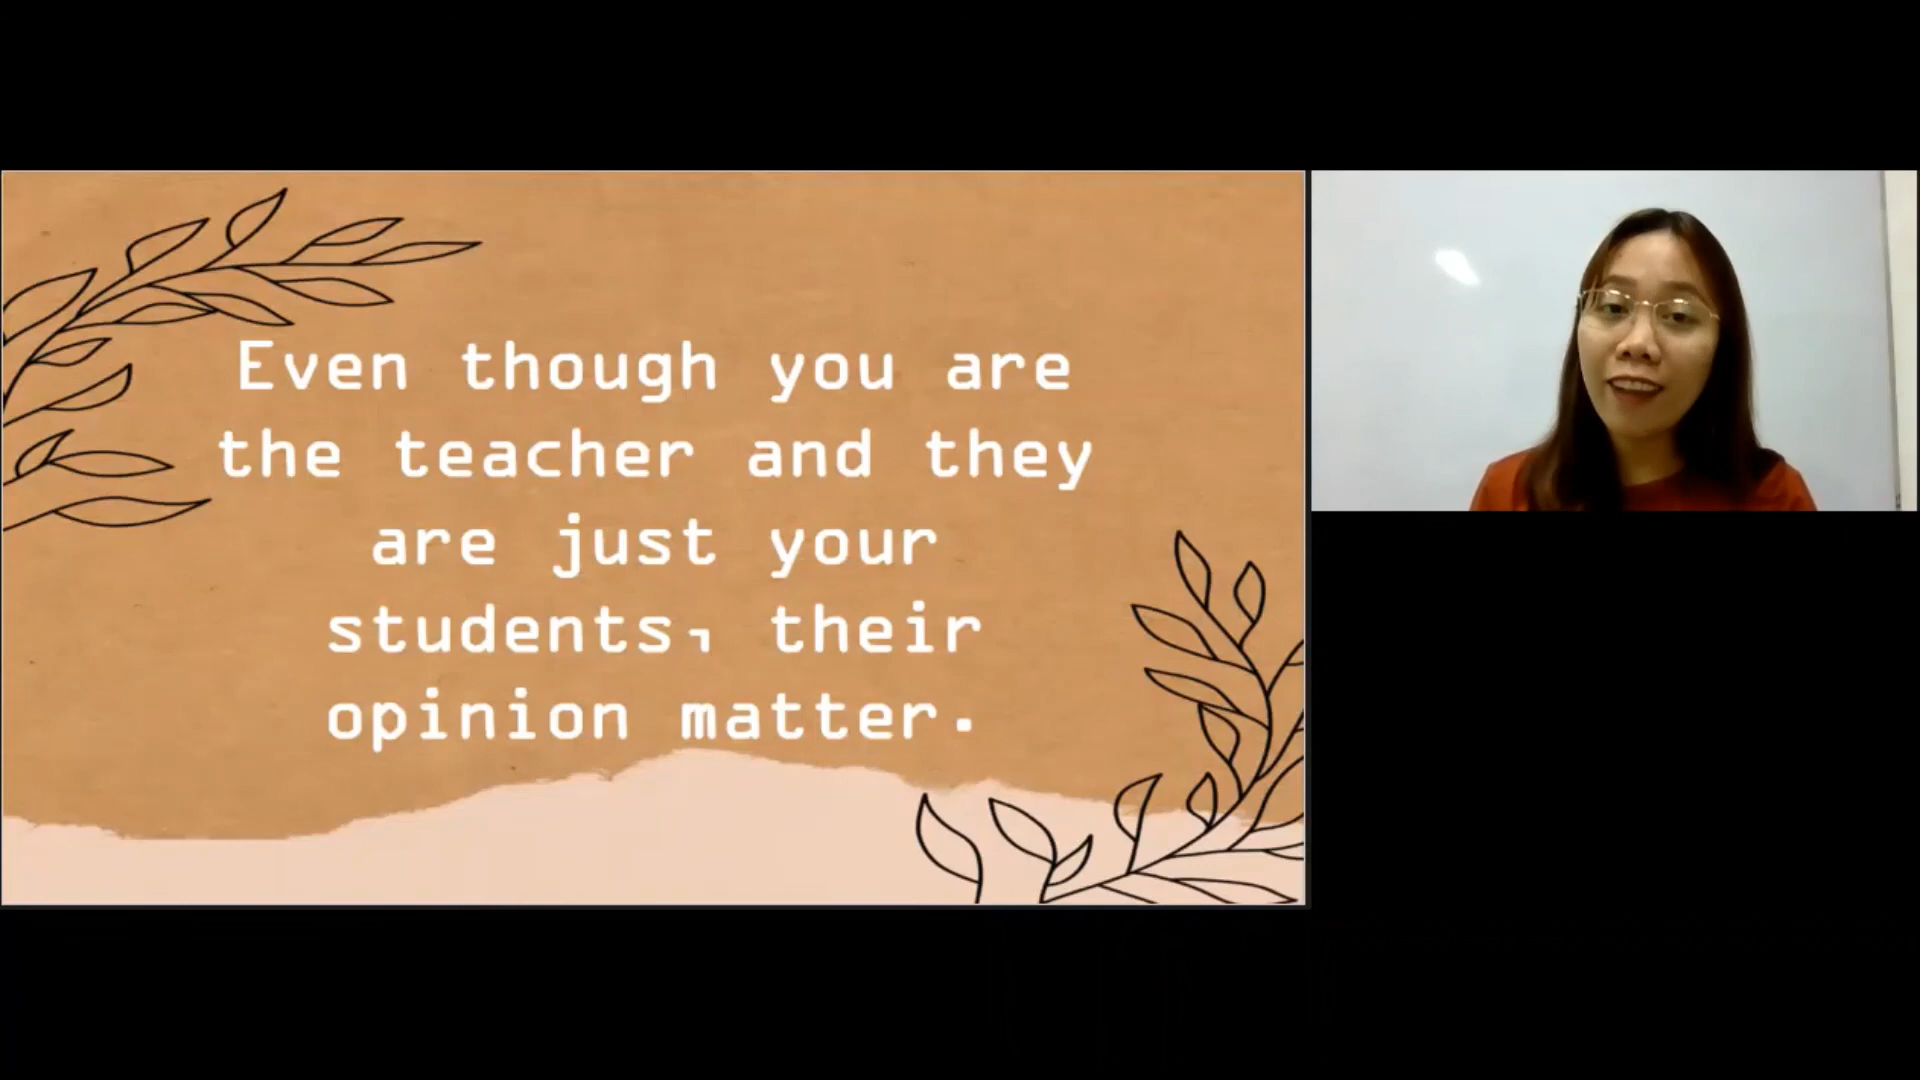 Even though you are
the teacher and they
are just your
students, their
opinion matter.